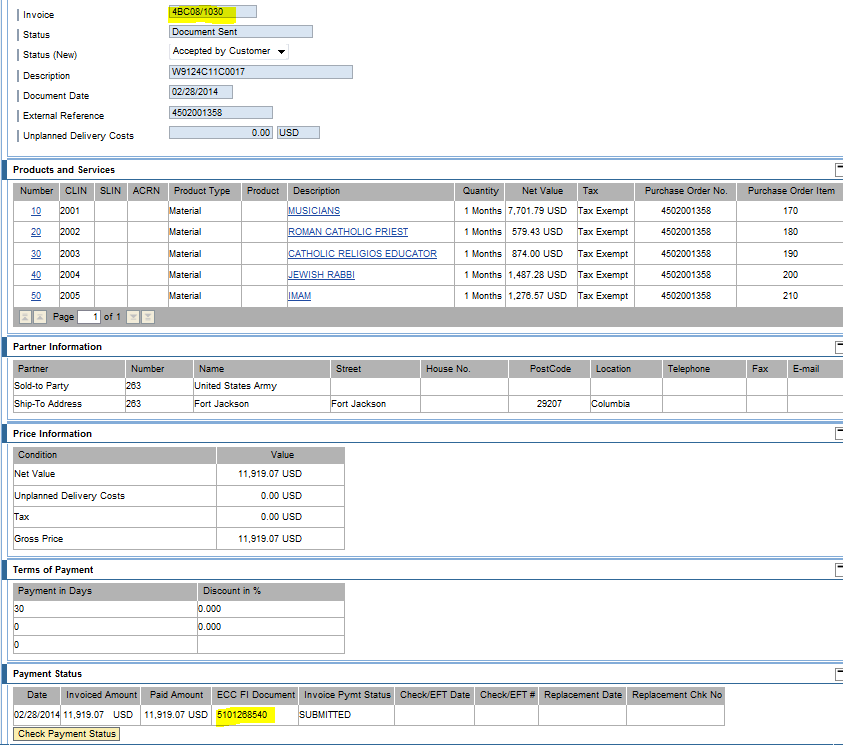 Invoice 4BC08/1030
Status Document Sent
Status (New) Accepted by Customer
Description W9124C11C0017
Document Date 02/28/2014
External Reference 4502001358
Unplanned Delivery Costs 0.00 USD
Products and Services
Number CLIN SLIN ACRN Product Type Product Description Quantity Net Value Tax Purchase Order No. Purchase Order Item
10 2001 Material MUSICIANS 1 Months 7,701.79 USD Tax Exempt 4502001358 170
20 2002 Material ROMAN CATHOLIC PRIEST 1 Months 579.43 USD Tax Exempt 4502001358 180
30 2003 Material CATHOLIC RELIGIOS EDUCATOR 1 Months 874.00 USD Tax Exempt 4502001358 190
40 2004 Material JEWISH RABBI 1 Months 1,487.28 USD Tax Exempt 4502001358 200
50 2005 Material IMAM 1 Months 1,276.57 USD Tax Exempt 4502001358 210
Page 1 of 1
Partner Information
Partner Number Name Street House No. PostCode Location Telephone Fax E-mail
Sold-to Party 263 United States Army
Ship-To Address 263 Fort Jackson Fort Jackson 29207 Columbia
Price Information
Condition Value
Net Value 11,919.07 USD
Unplanned Delivery Costs 0.00 USD
Tax 0.00 USD
Gross Price 11,919.07 USD
Terms of Payment
Payment in Days Discount in %
30 0.000
0 0.000
0
Payment Status
Date Invoiced Amount Paid Amount ECC FI Document Invoice Pymt Status Check/EFT Date Check/EFT # Replacement Date Replacement Chk No
02/28/2014 11,919.07 USD 11,919.07 USD 5101268540 SUBMITTED
Check Payment Status